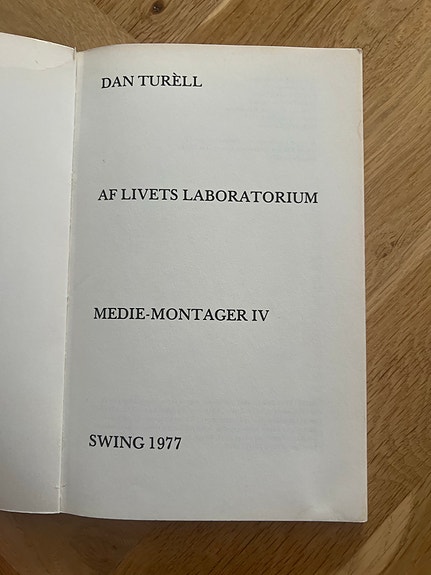 DAN TURÈLL
AF LIVETS LABORATORIUM
MEDIE-MONTAGER IV
SWING 1977